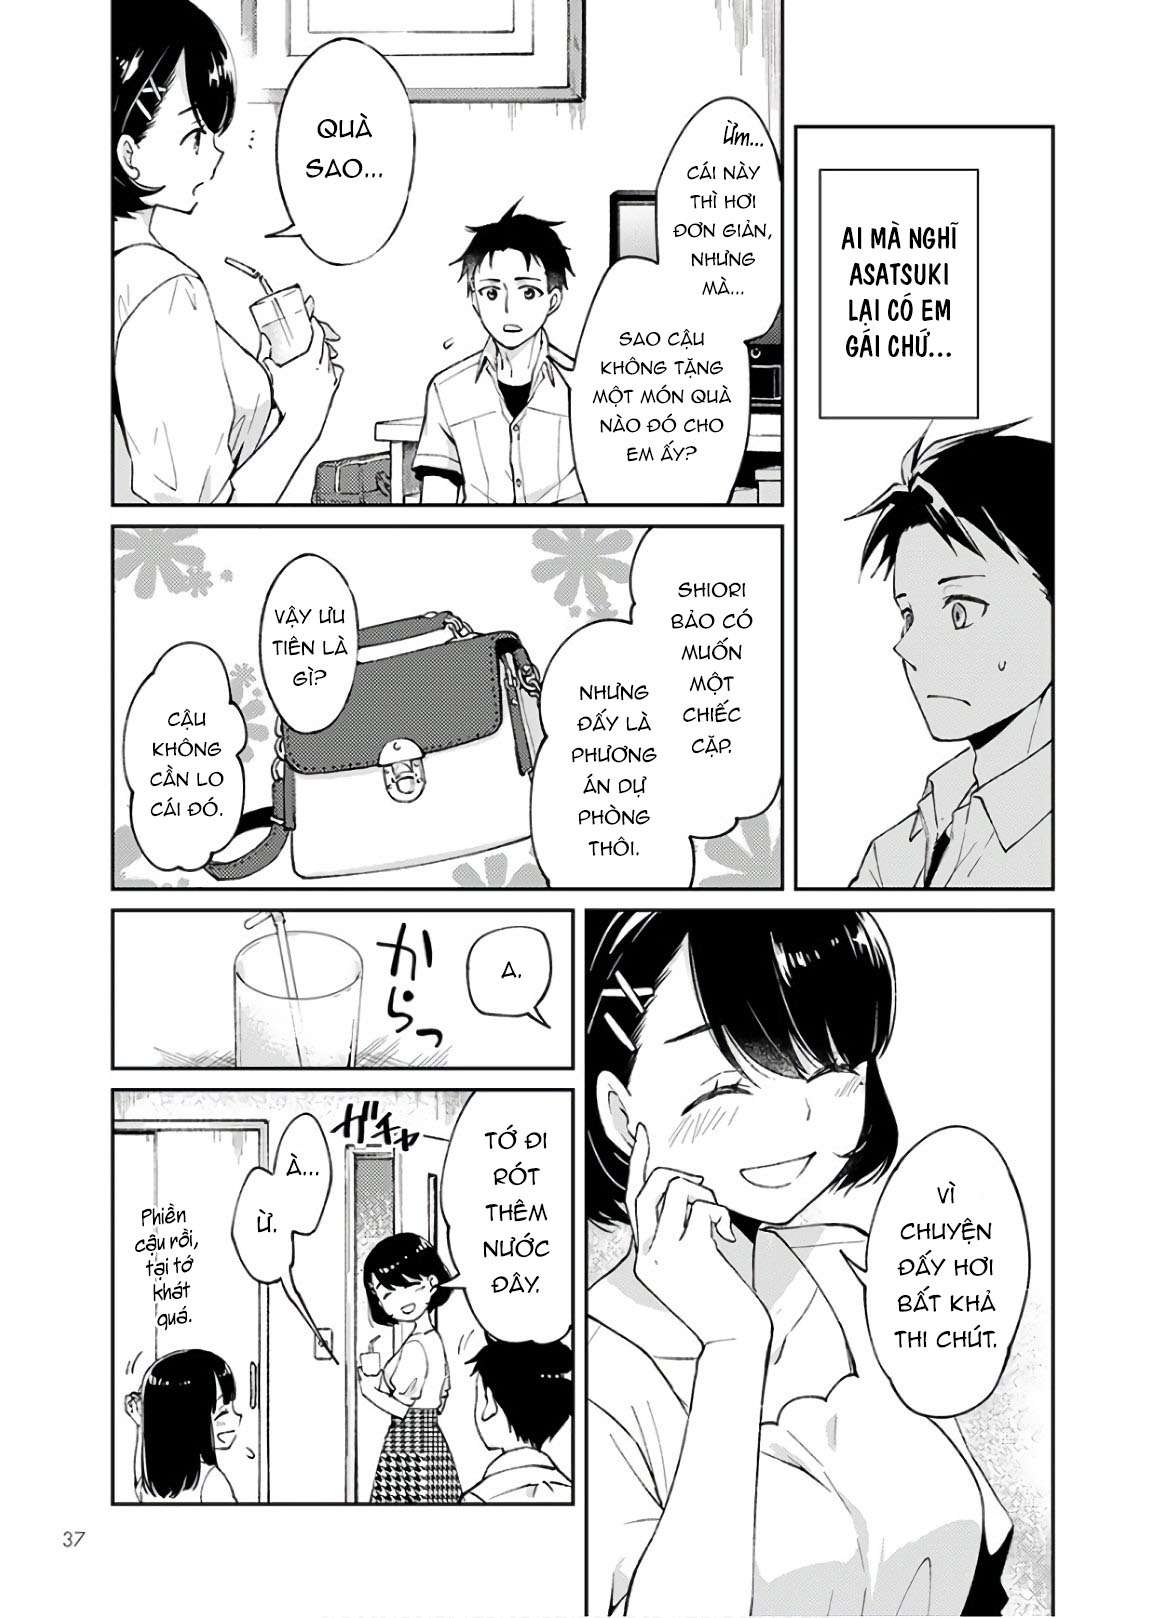 AI MÀ NGHĨ
ASATSUKI
LẠI CÓ EM
GÁI CHỨ...
ỪM...
CÁI NÀY
THÌ HƠI
ĐƠN GIẢN,
NHƯNG
MÀ...
SAO CẬU
KHÔNG TẶNG
MỘT MÓN QUÀ
NÀO ĐÓ CHO
EM ẤY?
QUÀ
SAO...
SHIORI
BẢO CÓ
MUỐN
MỘT
CHIẾC
CẶP.
NHƯNG
ĐẤY LÀ
PHƯƠNG
ÁN DỰ
PHÒNG
THÔI.
VẬY ƯU
TIÊN LÀ
GÌ?
CẬU
KHÔNG
CẦN LO
CÁI ĐÓ.
VÌ
CHUYỆN
ĐẤY HƠI
BẤT KHẢ
THI CHÚT.
A.
からっ
TỚ ĐI
RÓT
THÊM
NƯỚC
ĐÂY.
ガチャ
À...
Ừ.
Phiền
cậu rồi,
tại tớ
khát
quá.
37